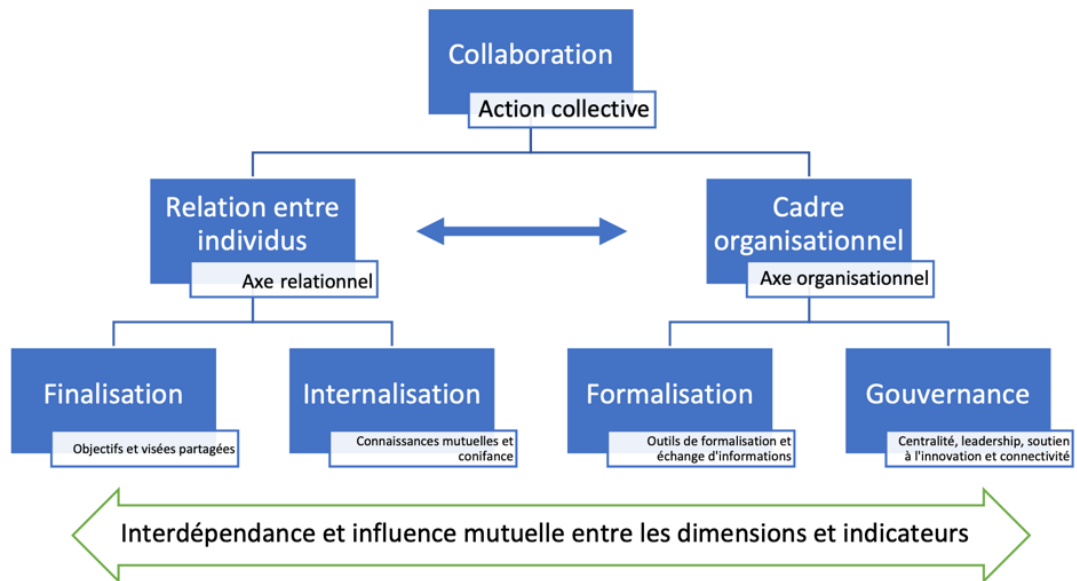 Collaboration
Action collective
Relation entre
individus
Axe relationnel
Cadre
organisationnel
Axe organisationnel
Finalisation
Objectifs et visées partagées
Internalisation
Connaissances mutuelles et
conifance
Formalisation
Outils de formalisation et
échange d'informations
Gouvernance
Centralité, leadership, soutien
à l'innovation et connectivité
Interdépendance et influence mutuelle entre les dimensions et indicateurs